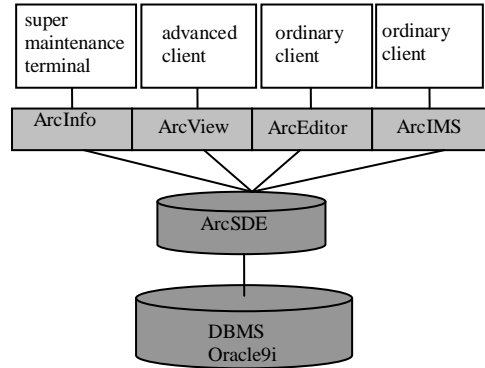 super
maintenance
terminal
advanced
client
ordinary
client
ordinary
client
ArcInfo
ArcView
ArcEditor
ArcIMS
ArcSDE
DBMS
Oracle9i